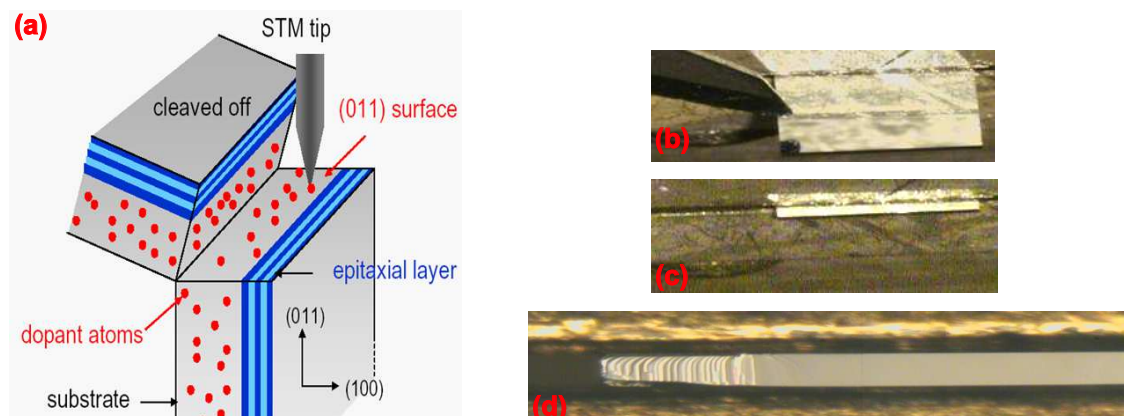 (a)
STM tip
cleaved off
(011) surface
epitaxial layer
dopant atoms
(011)
(100)
substrate
(b)
(c)
(d)